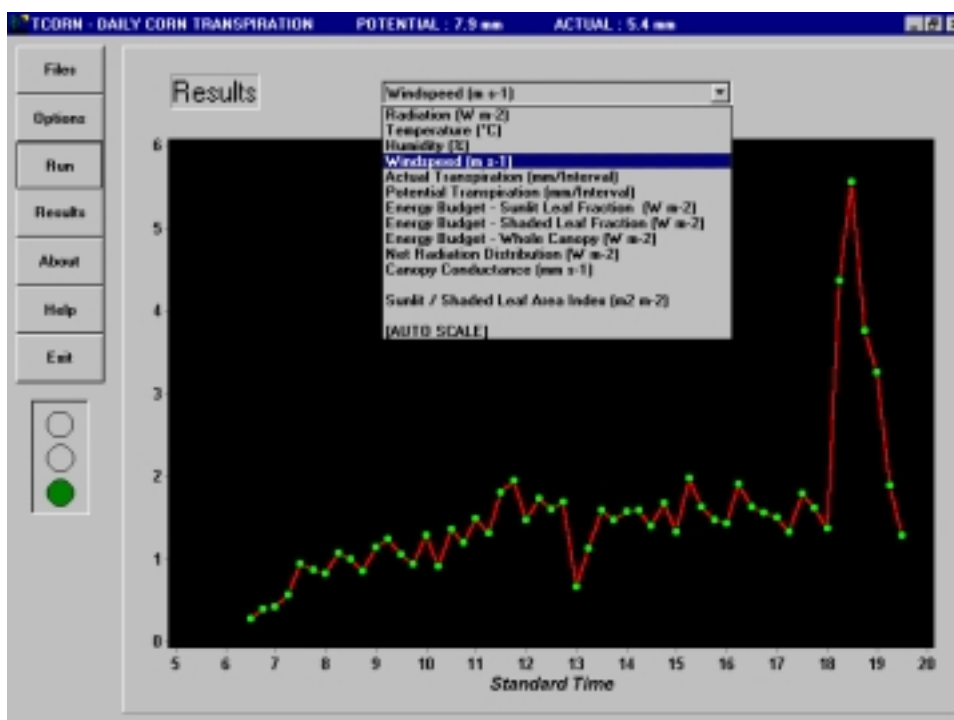 TCORN - DAILY CORN TRANSPIRATION POTENTIAL : 7.9 mm ACTUAL : 5.4 mm
Files
Options
Run
Results
About
Help
Exit
Results
Windspeed (m s-1)
Radiation (W m-2)
Temperature (°C)
Humidity (%)
Windspeed (m s-1)
Actual Transpiration (mm/Interval)
Potential Transpiration (mm/Interval)
Energy Budget - Sunlit Leaf Fraction (W m-2)
Energy Budget - Shaded Leaf Fraction (W m-2)
Energy Budget - Whole Canopy (W m-2)
Net Radiation Distribution (W m-2)
Canopy Conductance (mm s-1)
Sunlit / Shaded Leaf Area Index (m2 m-2)
[AUTO SCALE]
6
5
4
3
2
1
0
5 6 7 8 9 10 11 12 13 14 15 16 17 18 19 20
Standard Time